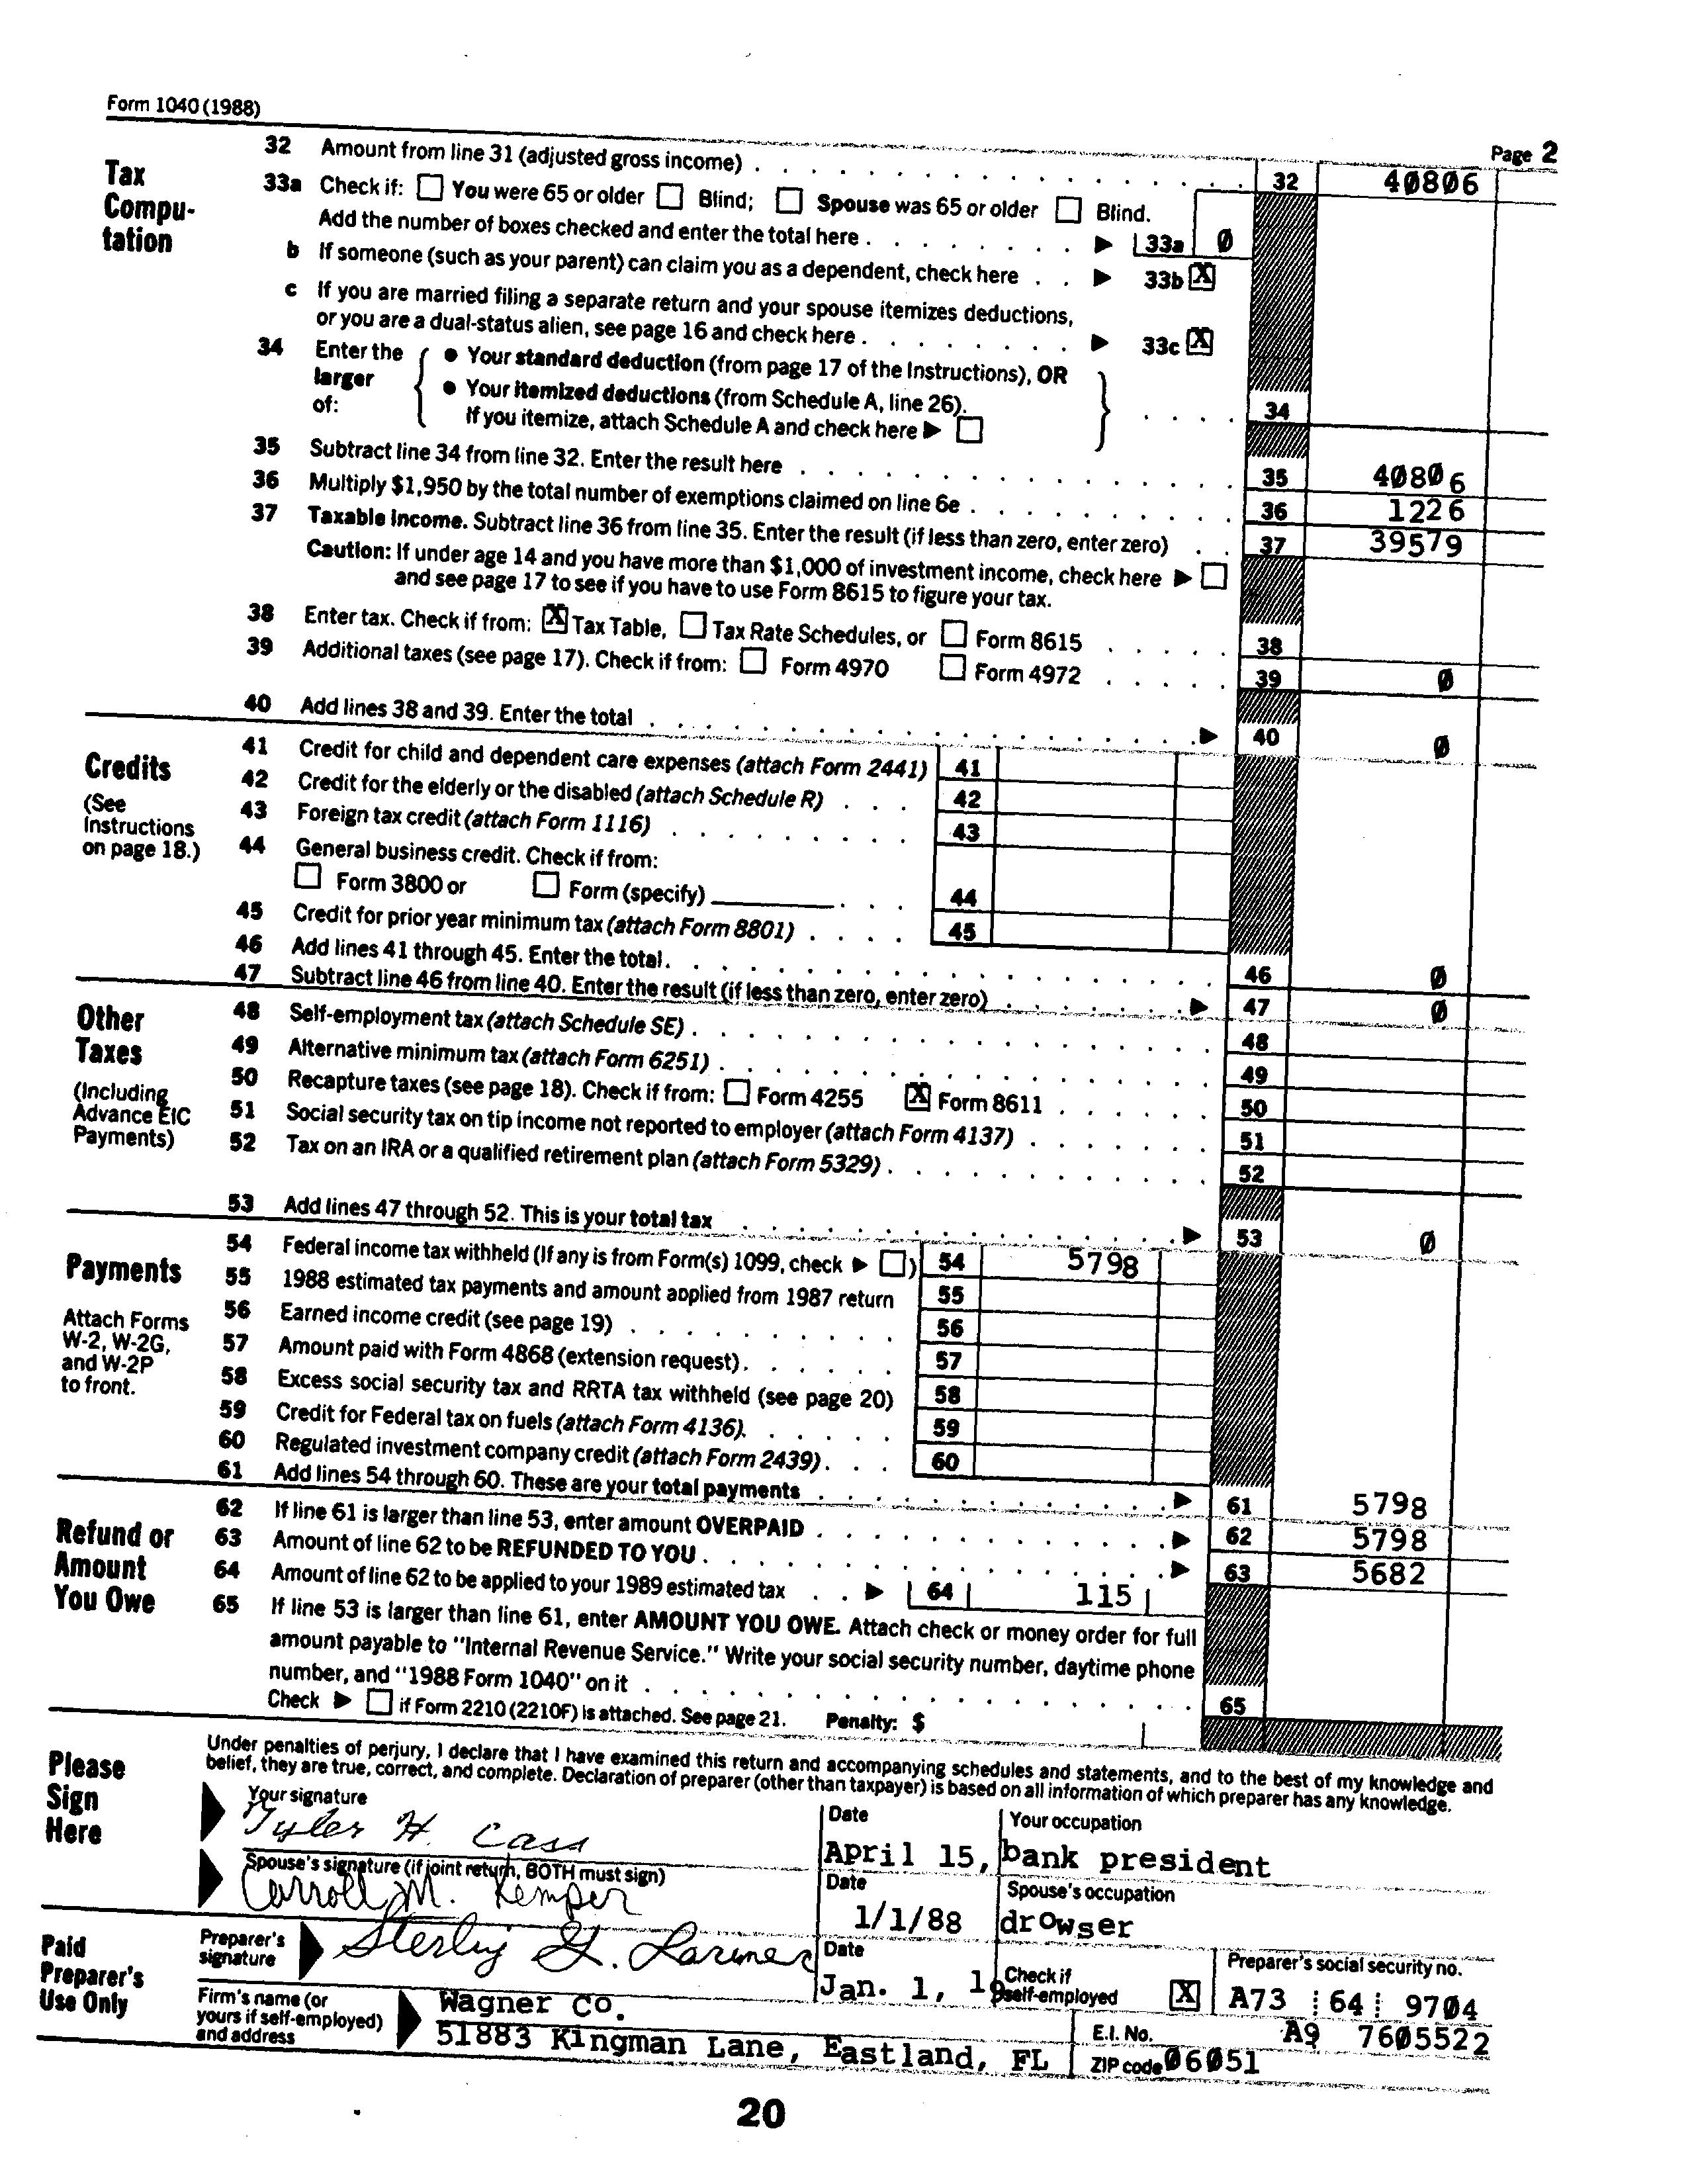 Form 1040 (1988)
Page 2
Tax Compu-tation
32 Amount from line 31 (adjusted gross income) . . . 32 40806
33a Check if: ☐ You were 65 or older ☐ Blind; ☐ Spouse was 65 or older ☐ Blind.
Add the number of boxes checked and enter the total here . . . ▶ 33a 0
b If someone (such as your parent) can claim you as a dependent, check here . . ▶ 33b ☒
c If you are married filing a separate return and your spouse itemizes deductions,
or you are a dual-status alien, see page 16 and check here . . . ▶ 33c ☒
34 Enter the larger of: { ● Your standard deduction (from page 17 of the Instructions), OR
● Your itemized deductions (from Schedule A, line 26).
If you itemize, attach Schedule A and check here ▶ ☐ } . . . . 34
35 Subtract line 34 from line 32. Enter the result here . . . 35 40806
36 Multiply $1,950 by the total number of exemptions claimed on line 6e . . . 36 1226
37 Taxable income. Subtract line 36 from line 35. Enter the result (if less than zero, enter zero) . . 37 39579
Caution: If under age 14 and you have more than $1,000 of investment income, check here ▶ ☐
and see page 17 to see if you have to use Form 8615 to figure your tax.
38 Enter tax. Check if from: ☒ Tax Table, ☐ Tax Rate Schedules, or ☐ Form 8615 . . . 38
39 Additional taxes (see page 17). Check if from: ☐ Form 4970 ☐ Form 4972 . . . 39 0
40 Add lines 38 and 39. Enter the total . . . ▶ 40 0
Credits
(See Instructions on page 18.)
41 Credit for child and dependent care expenses (attach Form 2441) 41
42 Credit for the elderly or the disabled (attach Schedule R) . . . 42
43 Foreign tax credit (attach Form 1116) . . . 43
44 General business credit. Check if from:
☐ Form 3800 or ☐ Form (specify) ______ . . . 44
45 Credit for prior year minimum tax (attach Form 8801) . . . . 45
46 Add lines 41 through 45. Enter the total . . . 46 0
47 Subtract line 46 from line 40. Enter the result (if less than zero, enter zero) . . . ▶ 47 0
Other Taxes
(Including Advance EIC Payments)
48 Self-employment tax (attach Schedule SE) . . . 48
49 Alternative minimum tax (attach Form 6251) . . . 49
50 Recapture taxes (see page 18). Check if from: ☐ Form 4255 ☒ Form 8611 . . . 50
51 Social security tax on tip income not reported to employer (attach Form 4137) . . . 51
52 Tax on an IRA or a qualified retirement plan (attach Form 5329) . . . 52
53 Add lines 47 through 52. This is your total tax . . . ▶ 53 0
Payments
Attach Forms W-2, W-2G, and W-2P to front.
54 Federal income tax withheld (If any is from Form(s) 1099, check ▶ ☐) 54 5798
55 1988 estimated tax payments and amount applied from 1987 return 55
56 Earned income credit (see page 19) . . . 56
57 Amount paid with Form 4868 (extension request) . . . 57
58 Excess social security tax and RRTA tax withheld (see page 20) 58
59 Credit for Federal tax on fuels (attach Form 4136) . . . 59
60 Regulated investment company credit (attach Form 2439) . . . 60
61 Add lines 54 through 60. These are your total payments . . . ▶ 61 5798
Refund or Amount You Owe
62 If line 61 is larger than line 53, enter amount OVERPAID . . . ▶ 62 5798
63 Amount of line 62 to be REFUNDED TO YOU . . . ▶ 63 5682
64 Amount of line 62 to be applied to your 1989 estimated tax . . ▶ 64 115
65 If line 53 is larger than line 61, enter AMOUNT YOU OWE. Attach check or money order for full
amount payable to "Internal Revenue Service." Write your social security number, daytime phone
number, and "1988 Form 1040" on it . . . 65
Check ▶ ☐ if Form 2210 (2210F) is attached. See page 21. Penalty: $
Please Sign Here
Under penalties of perjury, I declare that I have examined this return and accompanying schedules and statements, and to the best of my knowledge and
belief, they are true, correct, and complete. Declaration of preparer (other than taxpayer) is based on all information of which preparer has any knowledge.
Your signature Date Your occupation
Tyler H. Cass April 15, bank president
Spouse's signature (if joint return, BOTH must sign) Date Spouse's occupation
Carroll M. Kemper 1/1/88 drowser
Paid Preparer's Use Only
Preparer's signature Sterling G. Larimer Date Jan. 1, 19 Check if self-employed ☒ Preparer's social security no. A73 64 9704
Firm's name (or yours if self-employed) and address Wagner Co. E.I. No. A9 7605522
51883 Kingman Lane, Eastland, FL ZIP code 06051
20